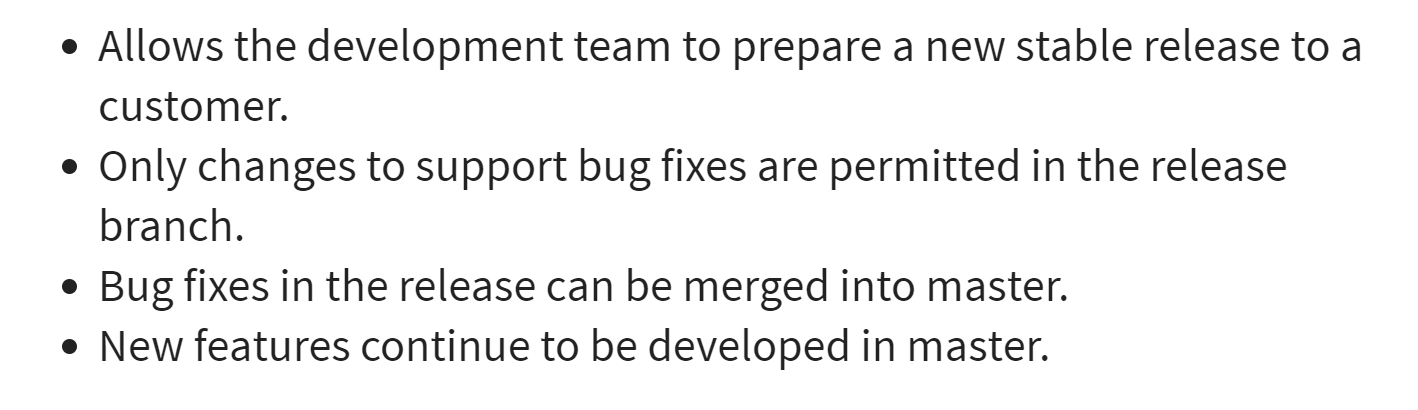 • Allows the development team to prepare a new stable release to a
customer.
• Only changes to support bug fixes are permitted in the release
branch.
• Bug fixes in the release can be merged into master.
• New features continue to be developed in master.